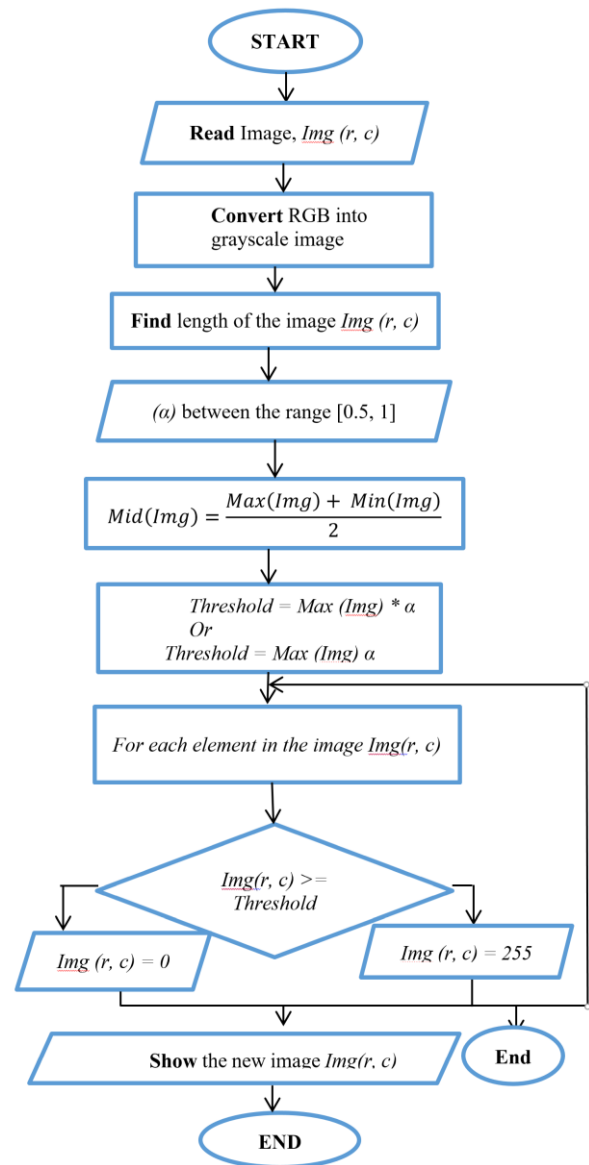 START
Read Image, Img (r, c)
Convert RGB into
grayscale image
Find length of the image Img (r, c)
(α) between the range [0.5, 1]
Mid(Img) = Max(Img) + Min(Img) / 2
Threshold = Max (Img) * α
Or
Threshold = Max (Img) α
For each element in the image Img(r, c)
Img(r, c) >=
Threshold
Img (r, c) = 0
Img (r, c) = 255
Show the new image Img(r, c)
End
END